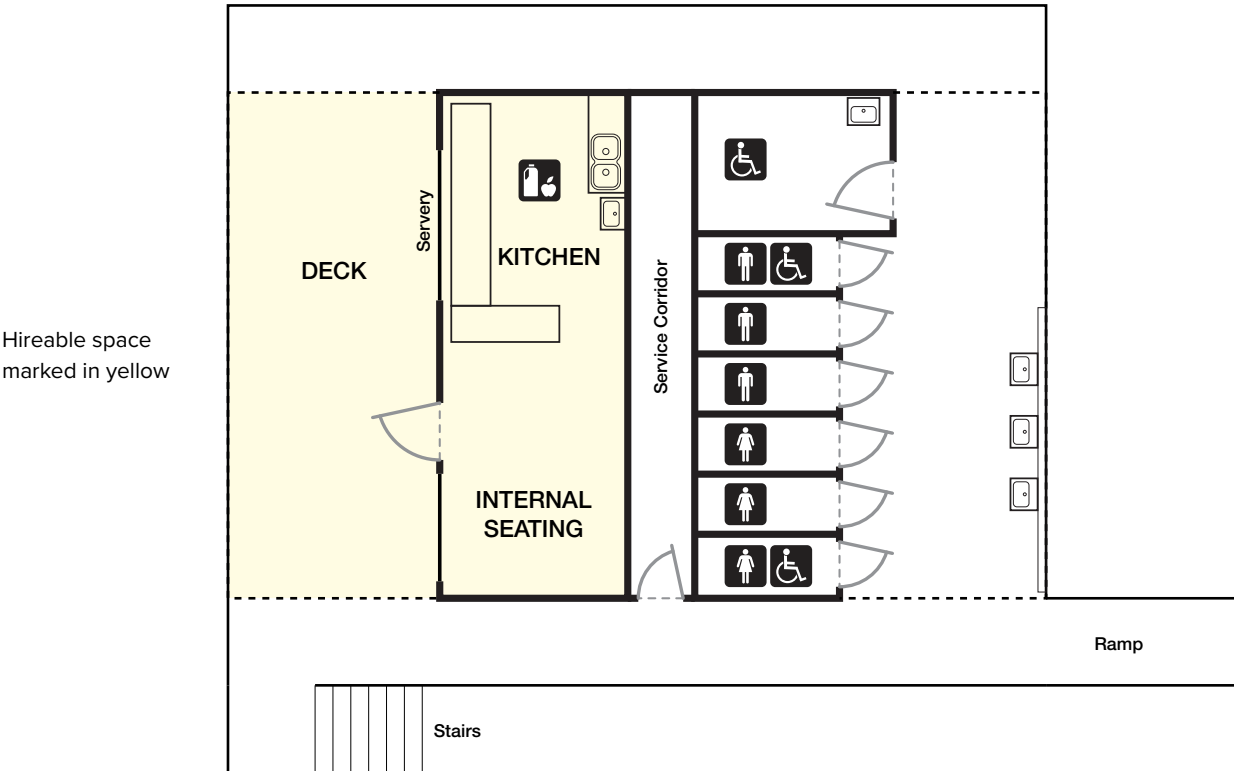 Hireable space
marked in yellow
DECK
Servery
KITCHEN
INTERNAL
SEATING
Service Corridor
Ramp
Stairs